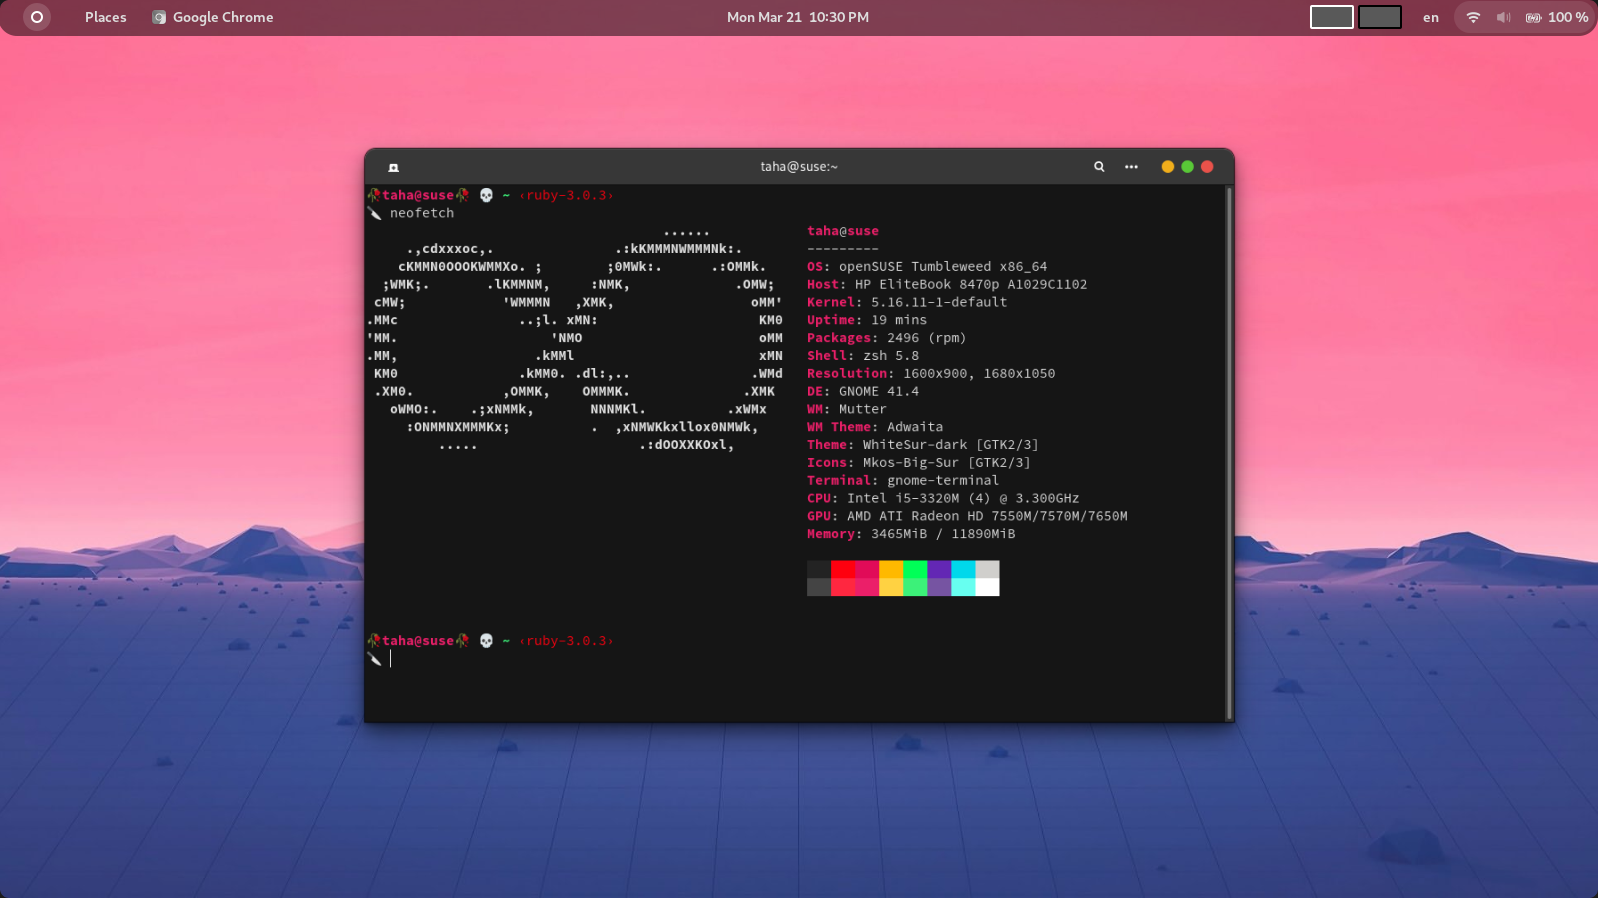 Places Google Chrome Mon Mar 21 10:30 PM en 100 %
taha@suse:~
🥀taha@suse🥀 💀 ~ ‹ruby-3.0.3›
🔪 neofetch
......
.,cdxxxoc,. .:kKMMMNWMMMNk:.
cKMMN0OOOKWMMXo. ; ;0MWk:. .:OMMk.
;WMK;. .lKMMNM, :NMK, .OMW;
cMW; 'WMMMN ,XMK, oMM'
.MMc ..;l. xMN: KM0
'MM. 'NMO oMM
.MM, .kMMl xMN
KM0 .kMM0. .dl:,.. .WMd
.XM0. ,OMMK, OMMMK. .XMK
oWMO:. .;xNMMk, NNNMKl. .xWMx
:ONMMNXMMMKx; . ,xNMWKkxllox0NMWk,
..... .:dOOXXKOxl,
taha@suse
---------
OS: openSUSE Tumbleweed x86_64
Host: HP EliteBook 8470p A1029C1102
Kernel: 5.16.11-1-default
Uptime: 19 mins
Packages: 2496 (rpm)
Shell: zsh 5.8
Resolution: 1600x900, 1680x1050
DE: GNOME 41.4
WM: Mutter
WM Theme: Adwaita
Theme: WhiteSur-dark [GTK2/3]
Icons: Mkos-Big-Sur [GTK2/3]
Terminal: gnome-terminal
CPU: Intel i5-3320M (4) @ 3.300GHz
GPU: AMD ATI Radeon HD 7550M/7570M/7650M
Memory: 3465MiB / 11890MiB
🥀taha@suse🥀 💀 ~ ‹ruby-3.0.3›
🔪